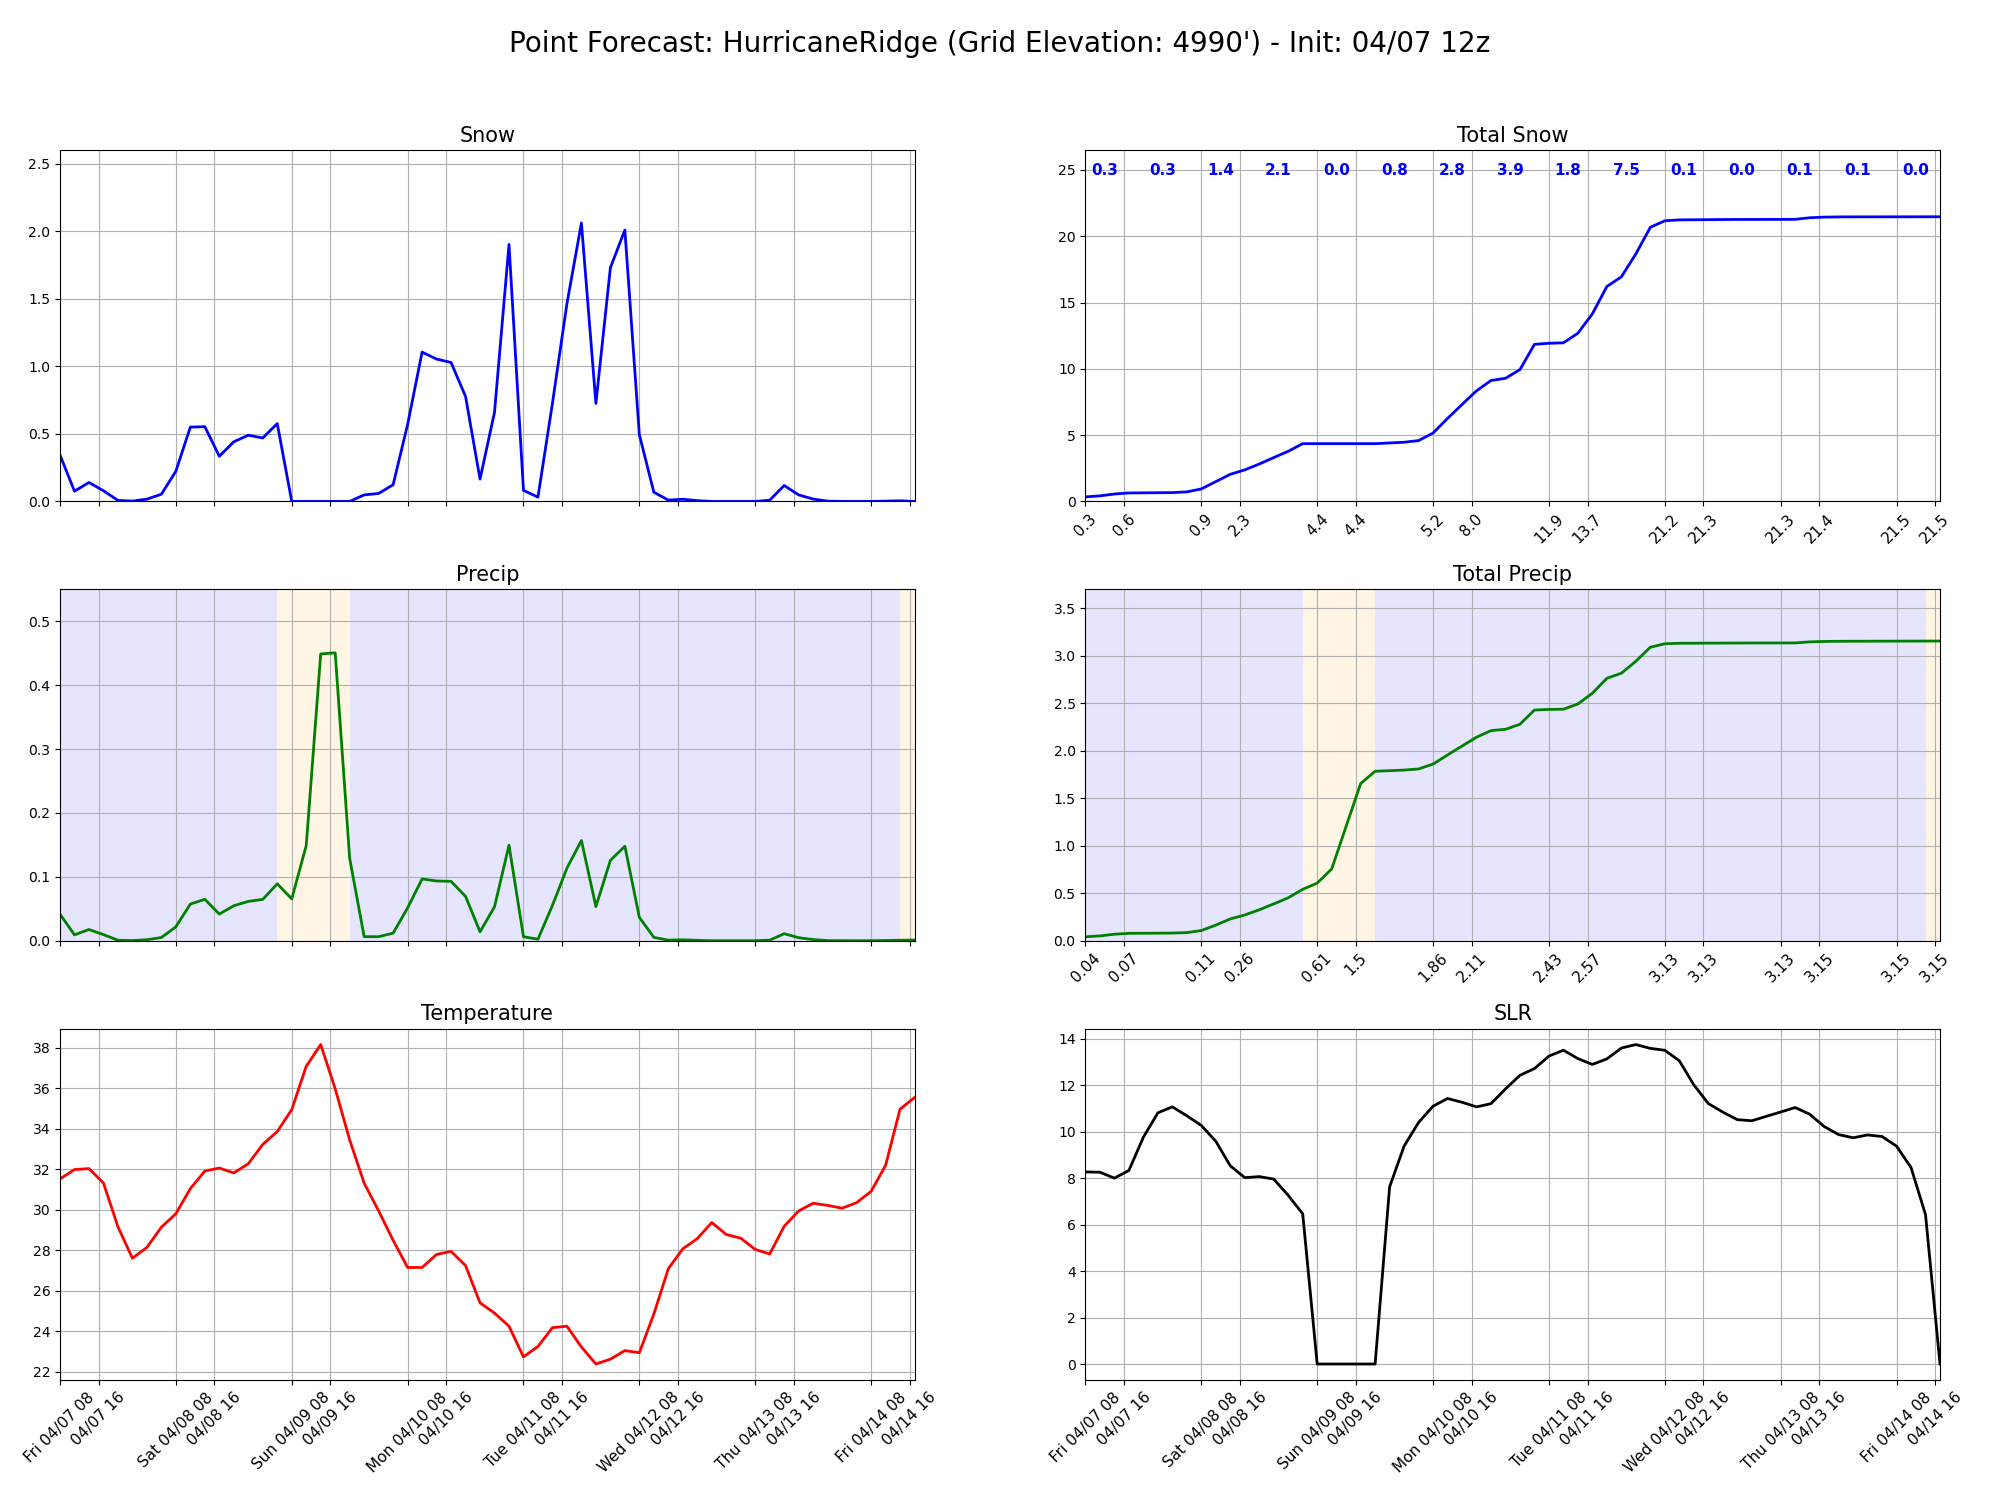 Point Forecast: HurricaneRidge (Grid Elevation: 4990') - Init: 04/07 12z
Snow
2.5
2.0
1.5
1.0
0.5
0.0
Total Snow
0.3 0.3 1.4 2.1 0.0 0.8 2.8 3.9 1.8 7.5 0.1 0.0 0.1 0.1 0.0
25
20
15
10
5
0
0.3 0.6 0.9 2.3 4.4 4.4 5.2 8.0 11.9 13.7 21.2 21.3 21.3 21.4 21.5 21.5
Precip
0.5
0.4
0.3
0.2
0.1
0.0
Total Precip
3.5
3.0
2.5
2.0
1.5
1.0
0.5
0.0
0.04 0.07 0.11 0.26 0.61 1.5 1.86 2.11 2.43 2.57 3.13 3.13 3.13 3.15 3.15 3.15
Temperature
38
36
34
32
30
28
26
24
22
Fri 04/07 08
04/07 16
Sat 04/08 08
04/08 16
Sun 04/09 08
04/09 16
Mon 04/10 08
04/10 16
Tue 04/11 08
04/11 16
Wed 04/12 08
04/12 16
Thu 04/13 08
04/13 16
Fri 04/14 08
04/14 16
SLR
14
12
10
8
6
4
2
0
Fri 04/07 08
04/07 16
Sat 04/08 08
04/08 16
Sun 04/09 08
04/09 16
Mon 04/10 08
04/10 16
Tue 04/11 08
04/11 16
Wed 04/12 08
04/12 16
Thu 04/13 08
04/13 16
Fri 04/14 08
04/14 16